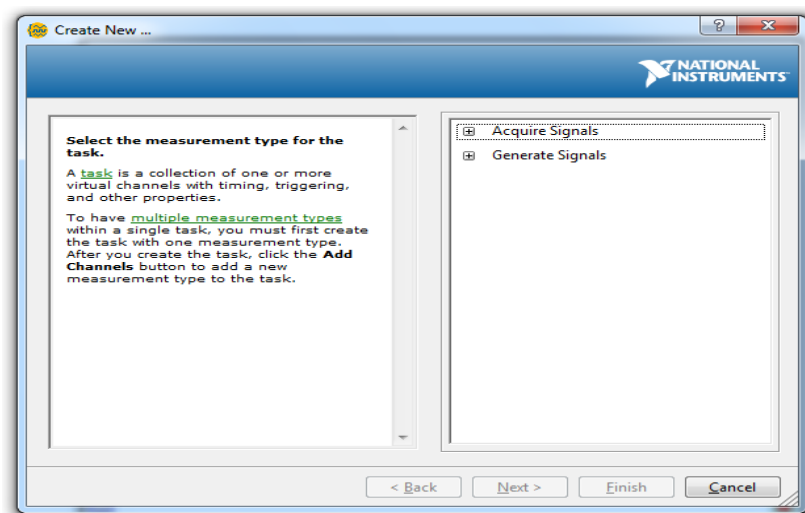 Create New ...
NATIONAL
INSTRUMENTS
Select the measurement type for the
task.
A task is a collection of one or more
virtual channels with timing, triggering,
and other properties.
To have multiple measurement types
within a single task, you must first create
the task with one measurement type.
After you create the task, click the Add
Channels button to add a new
measurement type to the task.
Acquire Signals
Generate Signals
< Back
Next >
Finish
Cancel